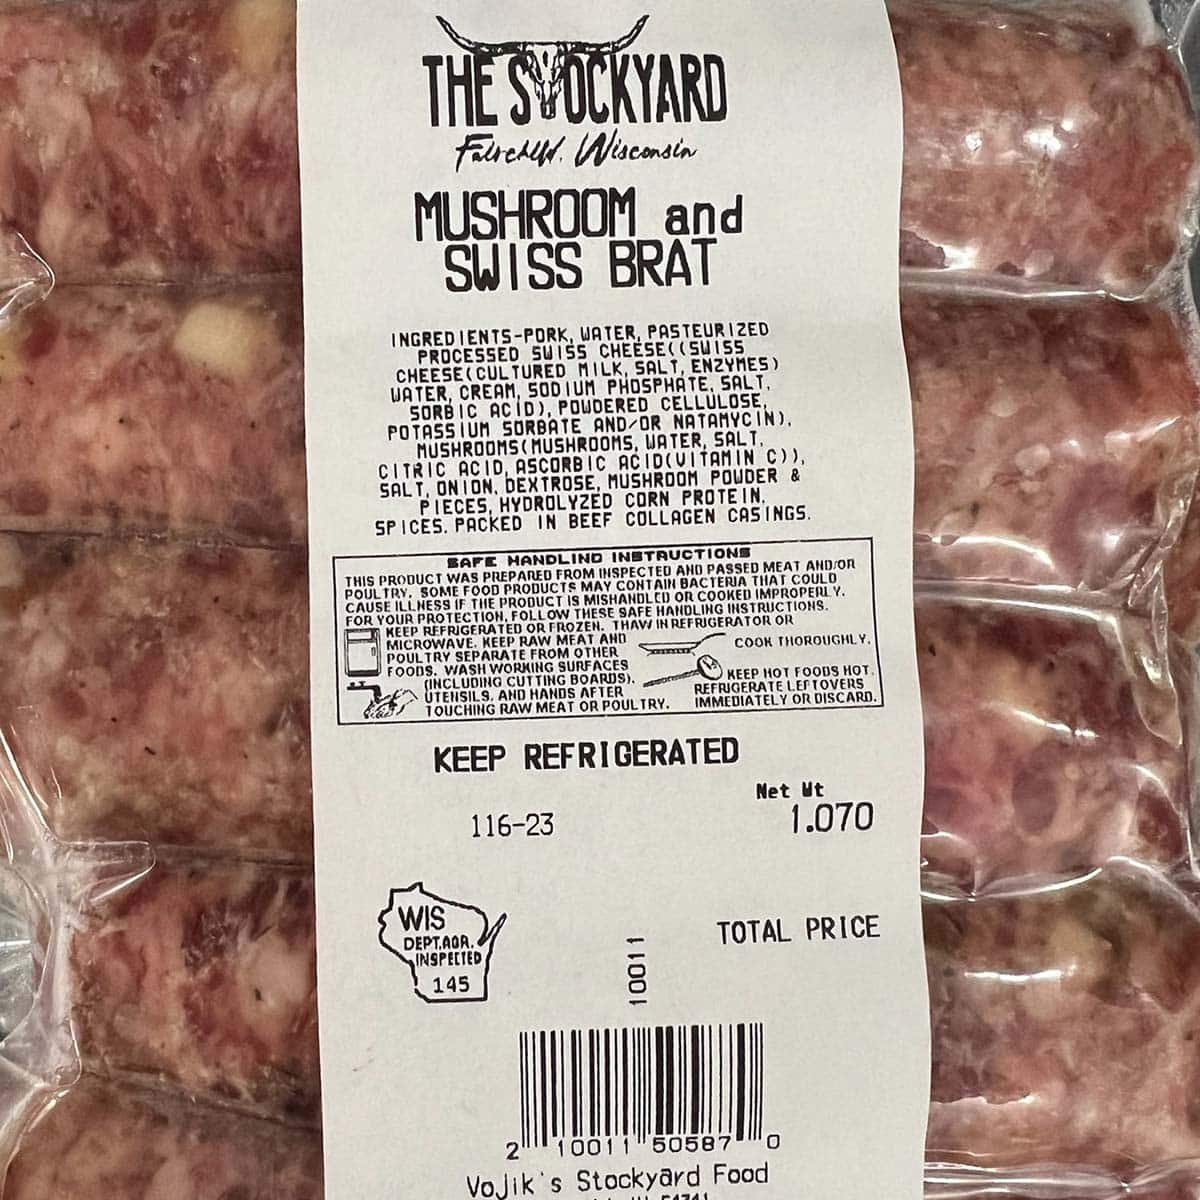 THE STOCKYARD
Fairchild, Wisconsin
MUSHROOM and
SWISS BRAT
INGREDIENTS-PORK, WATER, PASTEURIZED
PROCESSED SWISS CHEESE((SWISS
CHEESE(CULTURED MILK, SALT, ENZYMES)
WATER, CREAM, SODIUM PHOSPHATE, SALT,
SORBIC ACID), POWDERED CELLULOSE,
POTASSIUM SORBATE AND/OR NATAMYCIN),
MUSHROOMS(MUSHROOMS, WATER, SALT,
CITRIC ACID, ASCORBIC ACID(VITAMIN C)),
SALT, ONION, DEXTROSE, MUSHROOM POWDER &
PIECES, HYDROLYZED CORN PROTEIN,
SPICES. PACKED IN BEEF COLLAGEN CASINGS.
SAFE HANDLING INSTRUCTIONS
THIS PRODUCT WAS PREPARED FROM INSPECTED AND PASSED MEAT AND/OR
POULTRY. SOME FOOD PRODUCTS MAY CONTAIN BACTERIA THAT COULD
CAUSE ILLNESS IF THE PRODUCT IS MISHANDLED OR COOKED IMPROPERLY.
FOR YOUR PROTECTION, FOLLOW THESE SAFE HANDLING INSTRUCTIONS.
KEEP REFRIGERATED OR FROZEN. THAW IN REFRIGERATOR OR
MICROWAVE. KEEP RAW MEAT AND
POULTRY SEPARATE FROM OTHER
FOODS. WASH WORKING SURFACES
(INCLUDING CUTTING BOARDS),
UTENSILS, AND HANDS AFTER
TOUCHING RAW MEAT OR POULTRY.
COOK THOROUGHLY.
KEEP HOT FOODS HOT.
REFRIGERATE LEFTOVERS
IMMEDIATELY OR DISCARD.
KEEP REFRIGERATED
Net Wt
116-23 1.070
WIS
DEPT.AGR.
INSPECTED
145
10011
TOTAL PRICE
2 10011 50587 0
VoJik's Stockyard Food